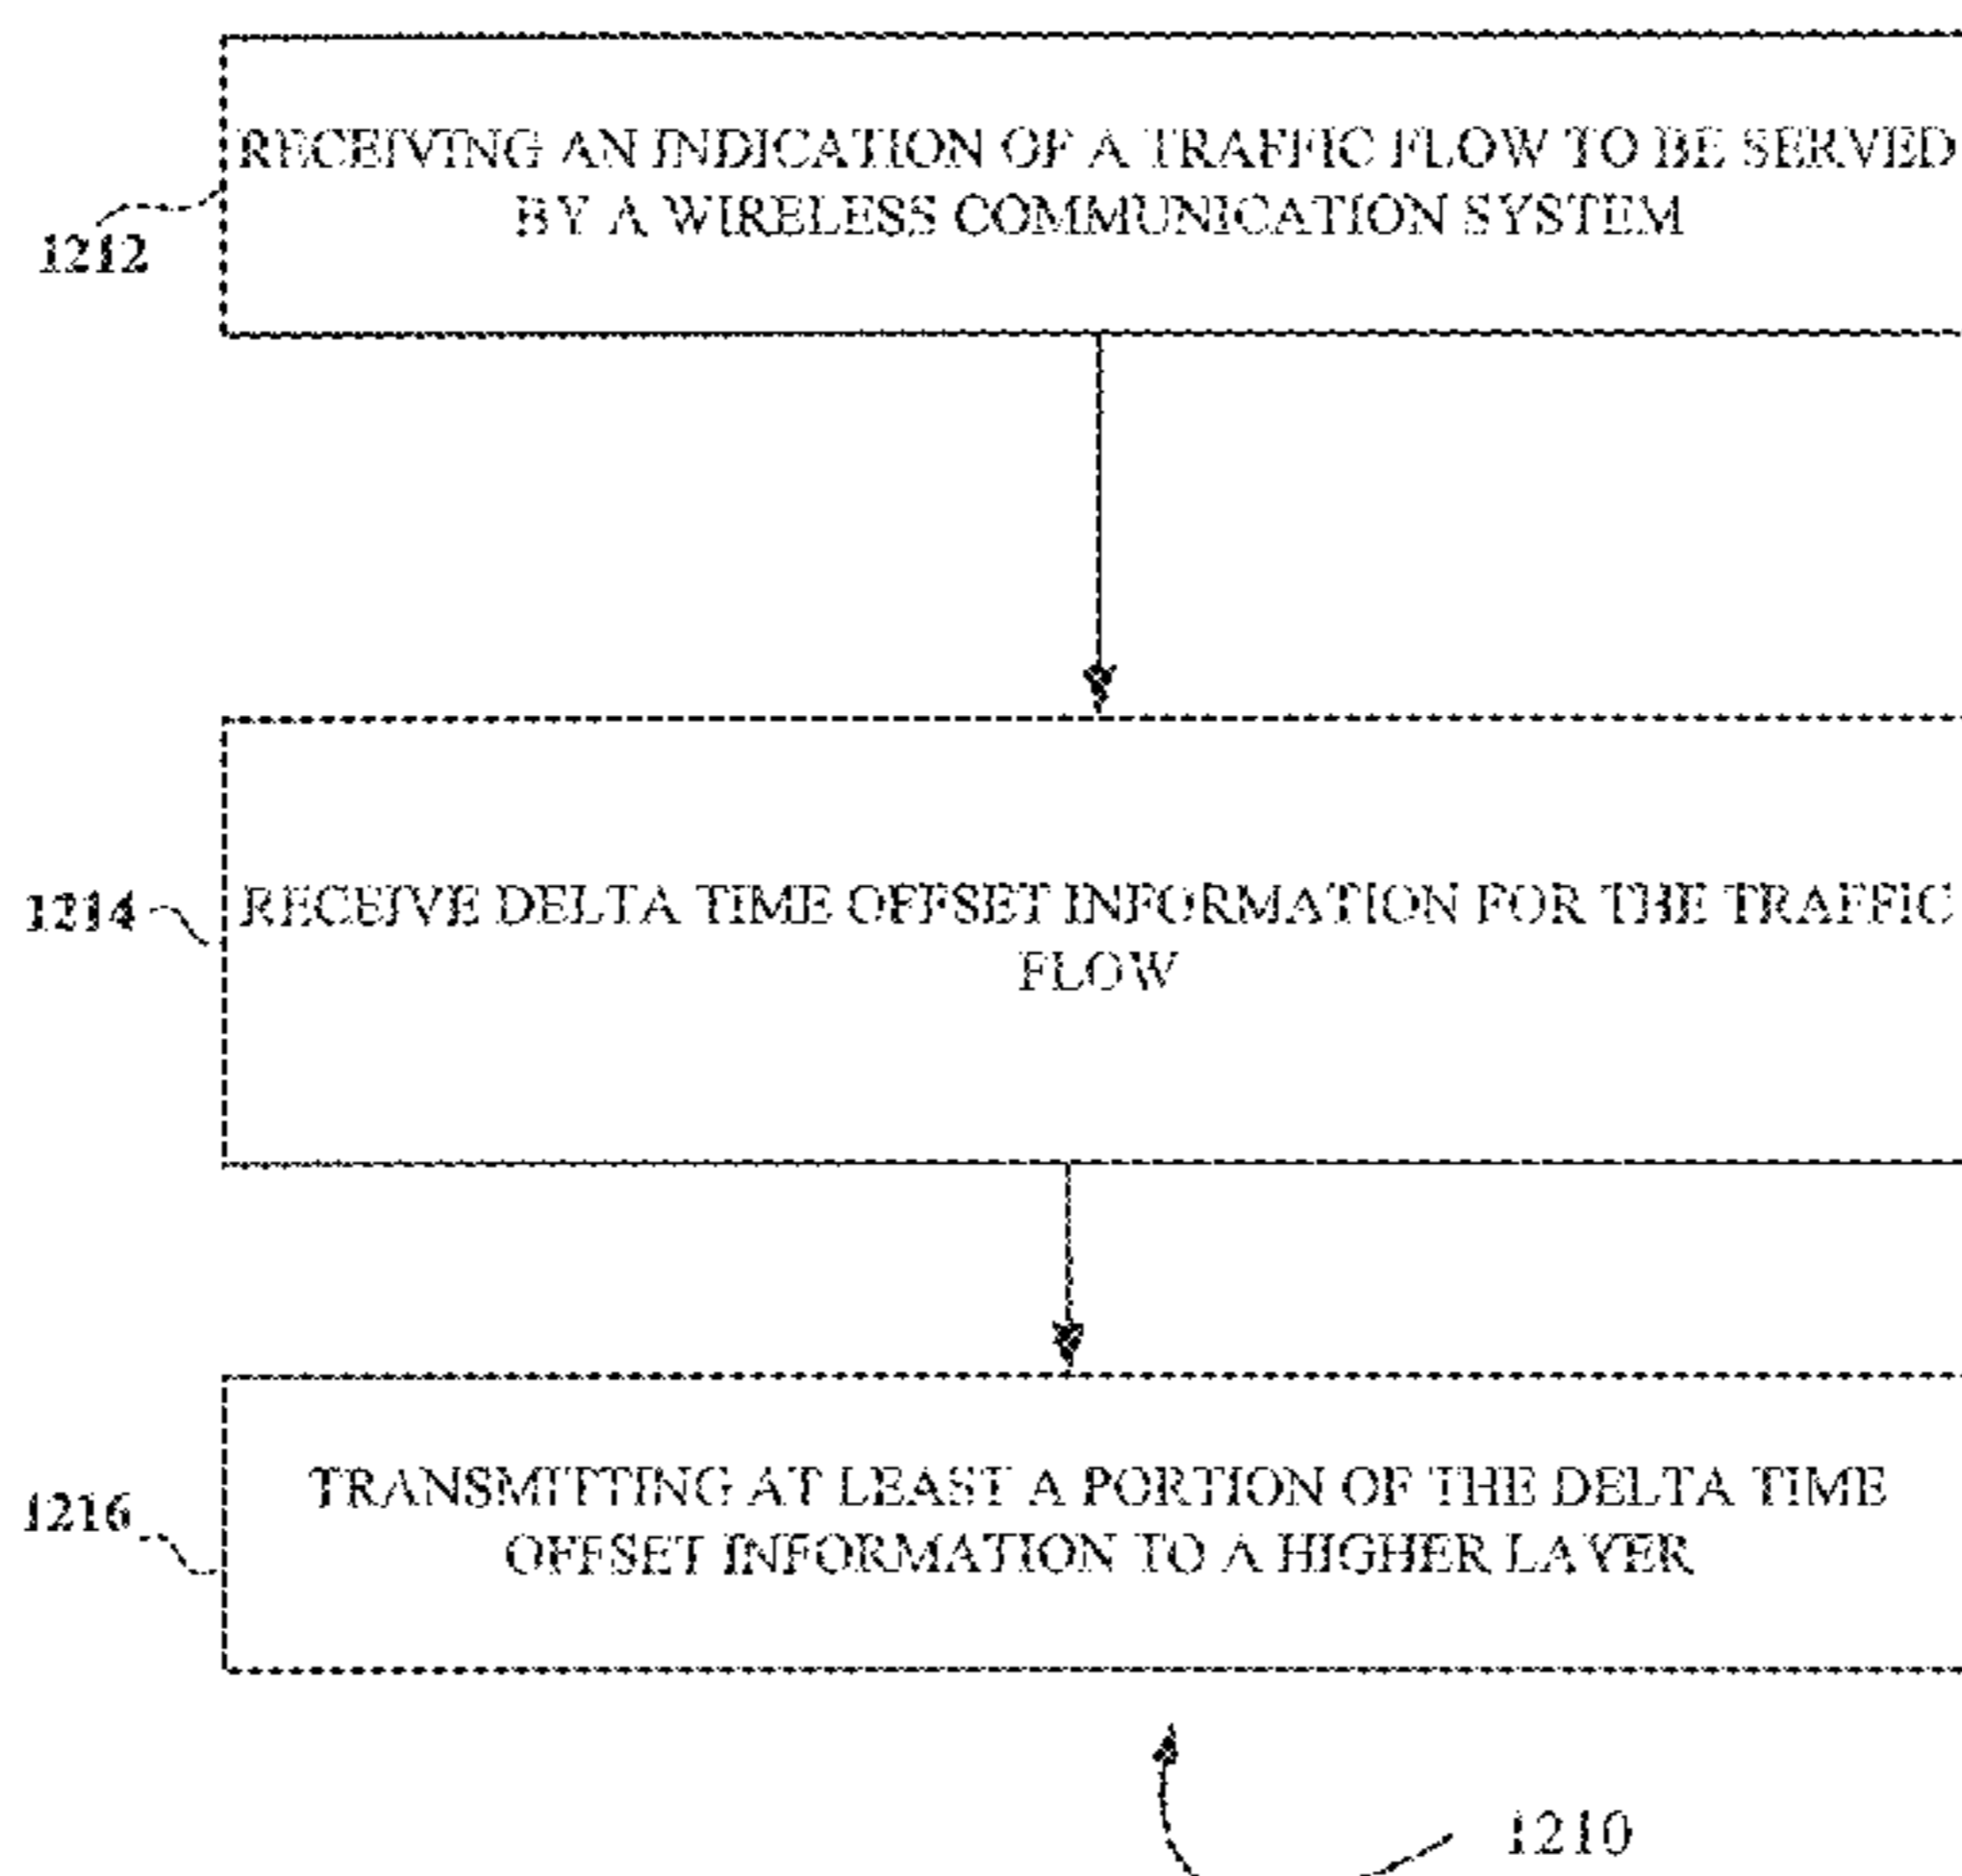 RECEIVING AN INDICATION OF A TRAFFIC FLOW TO BE SERVED
BY A WIRELESS COMMUNICATION SYSTEM
1212
1214
RECEIVE DELTA TIME OFFSET INFORMATION FOR THE TRAFFIC
FLOW
1216
TRANSMITTING AT LEAST A PORTION OF THE DELTA TIME
OFFSET INFORMATION TO A HIGHER LAYER
1210